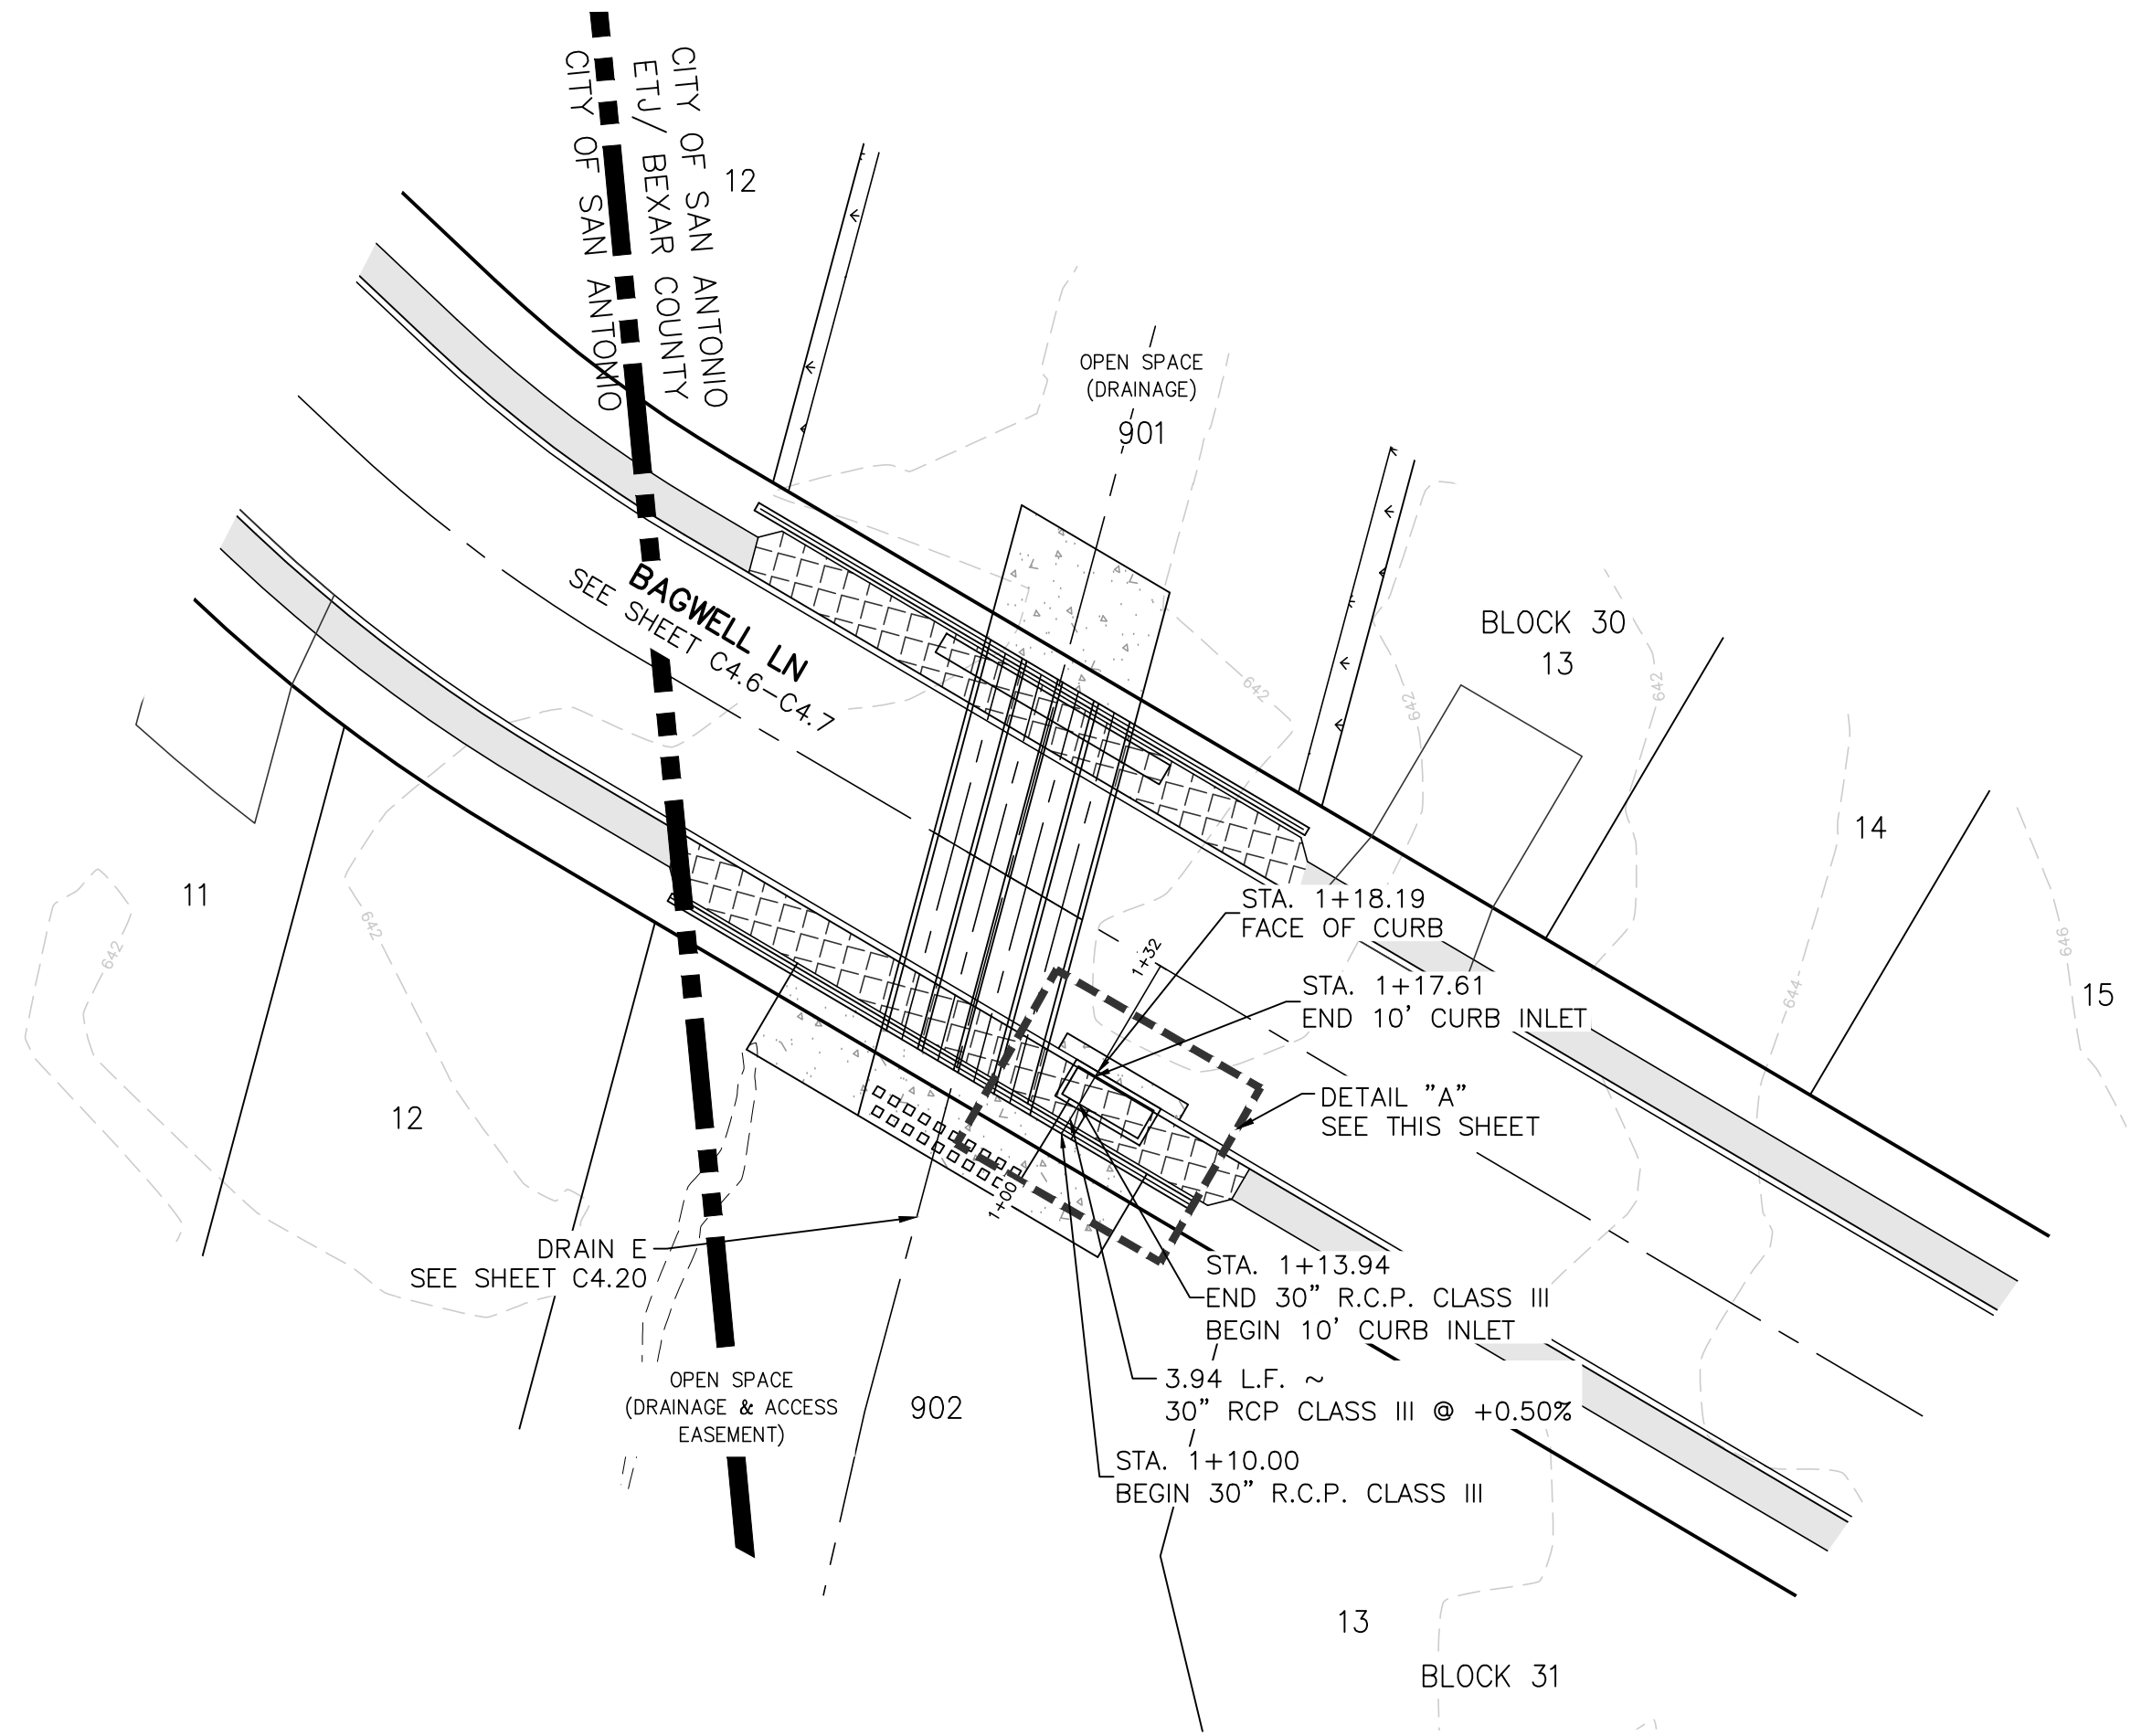 CITY OF SAN ANTONIO
ETJ/ BEXAR COUNTY
CITY OF SAN ANTONIO
12
OPEN SPACE
(DRAINAGE)
901
BAGWELL LN
SEE SHEET C4.6-C4.7
BLOCK 30
13
642
642
642
14
646
644
15
11
642
642
12
STA. 1+18.19
FACE OF CURB
1+32
STA. 1+17.61
END 10' CURB INLET
DETAIL "A"
SEE THIS SHEET
1+00
DRAIN E
SEE SHEET C4.20
STA. 1+13.94
END 30" R.C.P. CLASS III
BEGIN 10' CURB INLET
3.94 L.F. ~
30" RCP CLASS III @ +0.50%
STA. 1+10.00
BEGIN 30" R.C.P. CLASS III
OPEN SPACE
(DRAINAGE & ACCESS
EASEMENT)
902
13
BLOCK 31